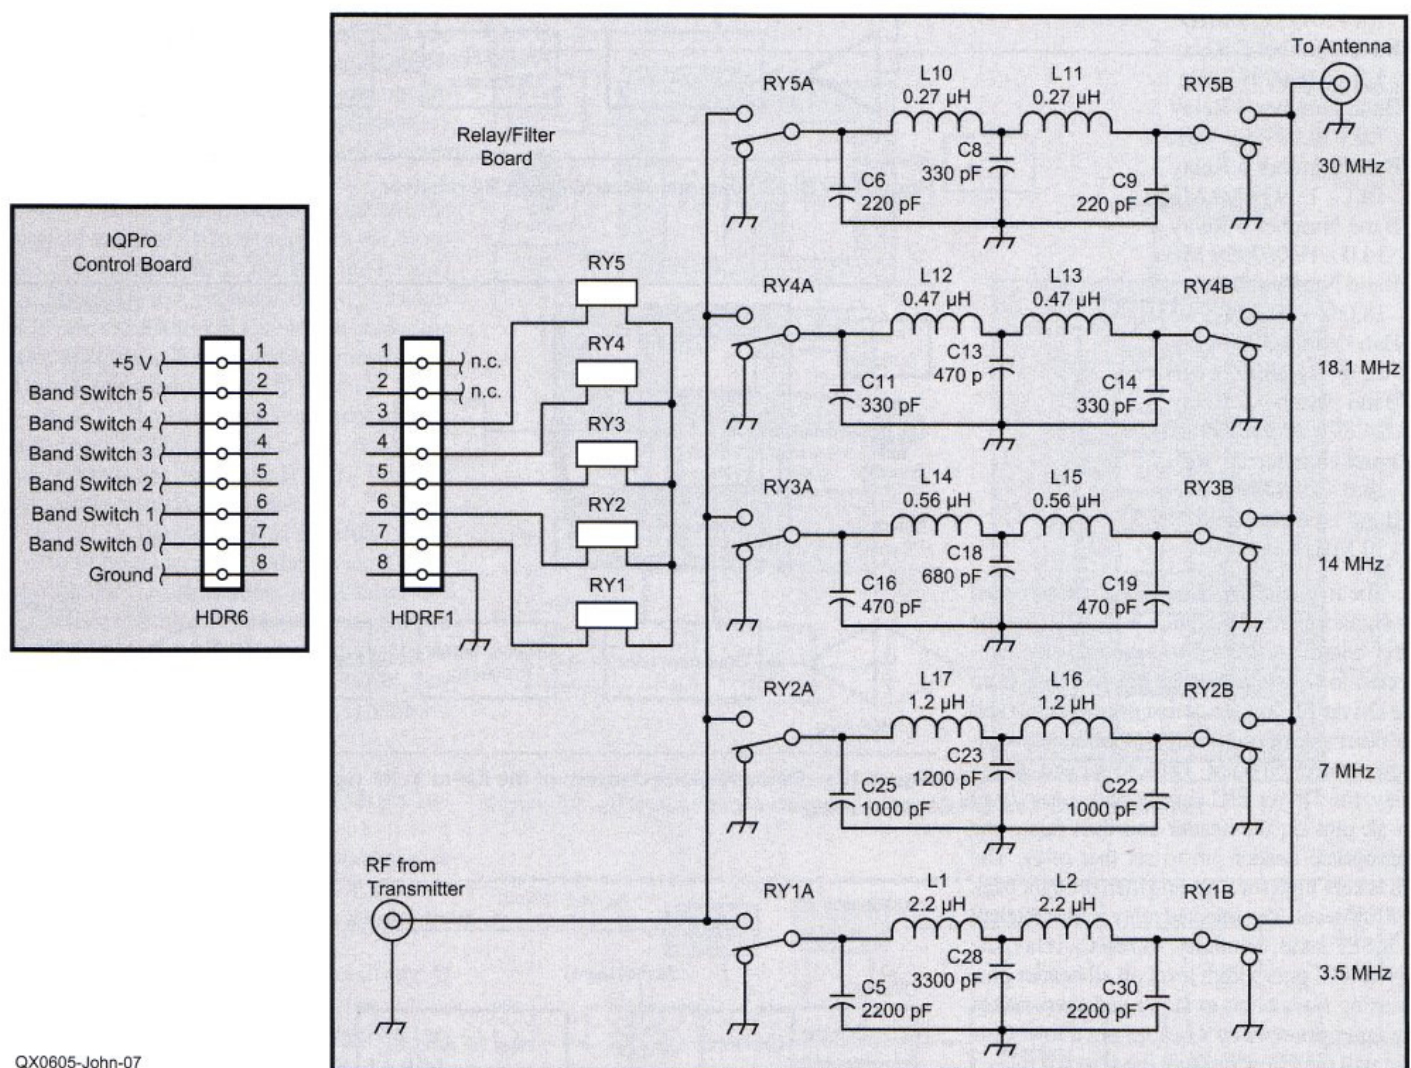 To Antenna
RY5A
L10
0.27 µH
L11
0.27 µH
RY5B
C8
330 pF
C6
220 pF
C9
220 pF
30 MHz
Relay/Filter
Board
IQPro
Control Board
+5 V
Band Switch 5
Band Switch 4
Band Switch 3
Band Switch 2
Band Switch 1
Band Switch 0
Ground
1
2
3
4
5
6
7
8
HDR6
1
2
3
4
5
6
7
8
n.c.
n.c.
HDRF1
RY5
RY4
RY3
RY2
RY1
RY4A
L12
0.47 µH
L13
0.47 µH
RY4B
C13
470 p
C11
330 pF
C14
330 pF
18.1 MHz
RY3A
L14
0.56 µH
L15
0.56 µH
RY3B
C18
680 pF
C16
470 pF
C19
470 pF
14 MHz
RY2A
L17
1.2 µH
L16
1.2 µH
RY2B
C23
1200 pF
C25
1000 pF
C22
1000 pF
7 MHz
RF from
Transmitter
RY1A
L1
2.2 µH
L2
2.2 µH
RY1B
C28
3300 pF
C5
2200 pF
C30
2200 pF
3.5 MHz
QX0605-John-07